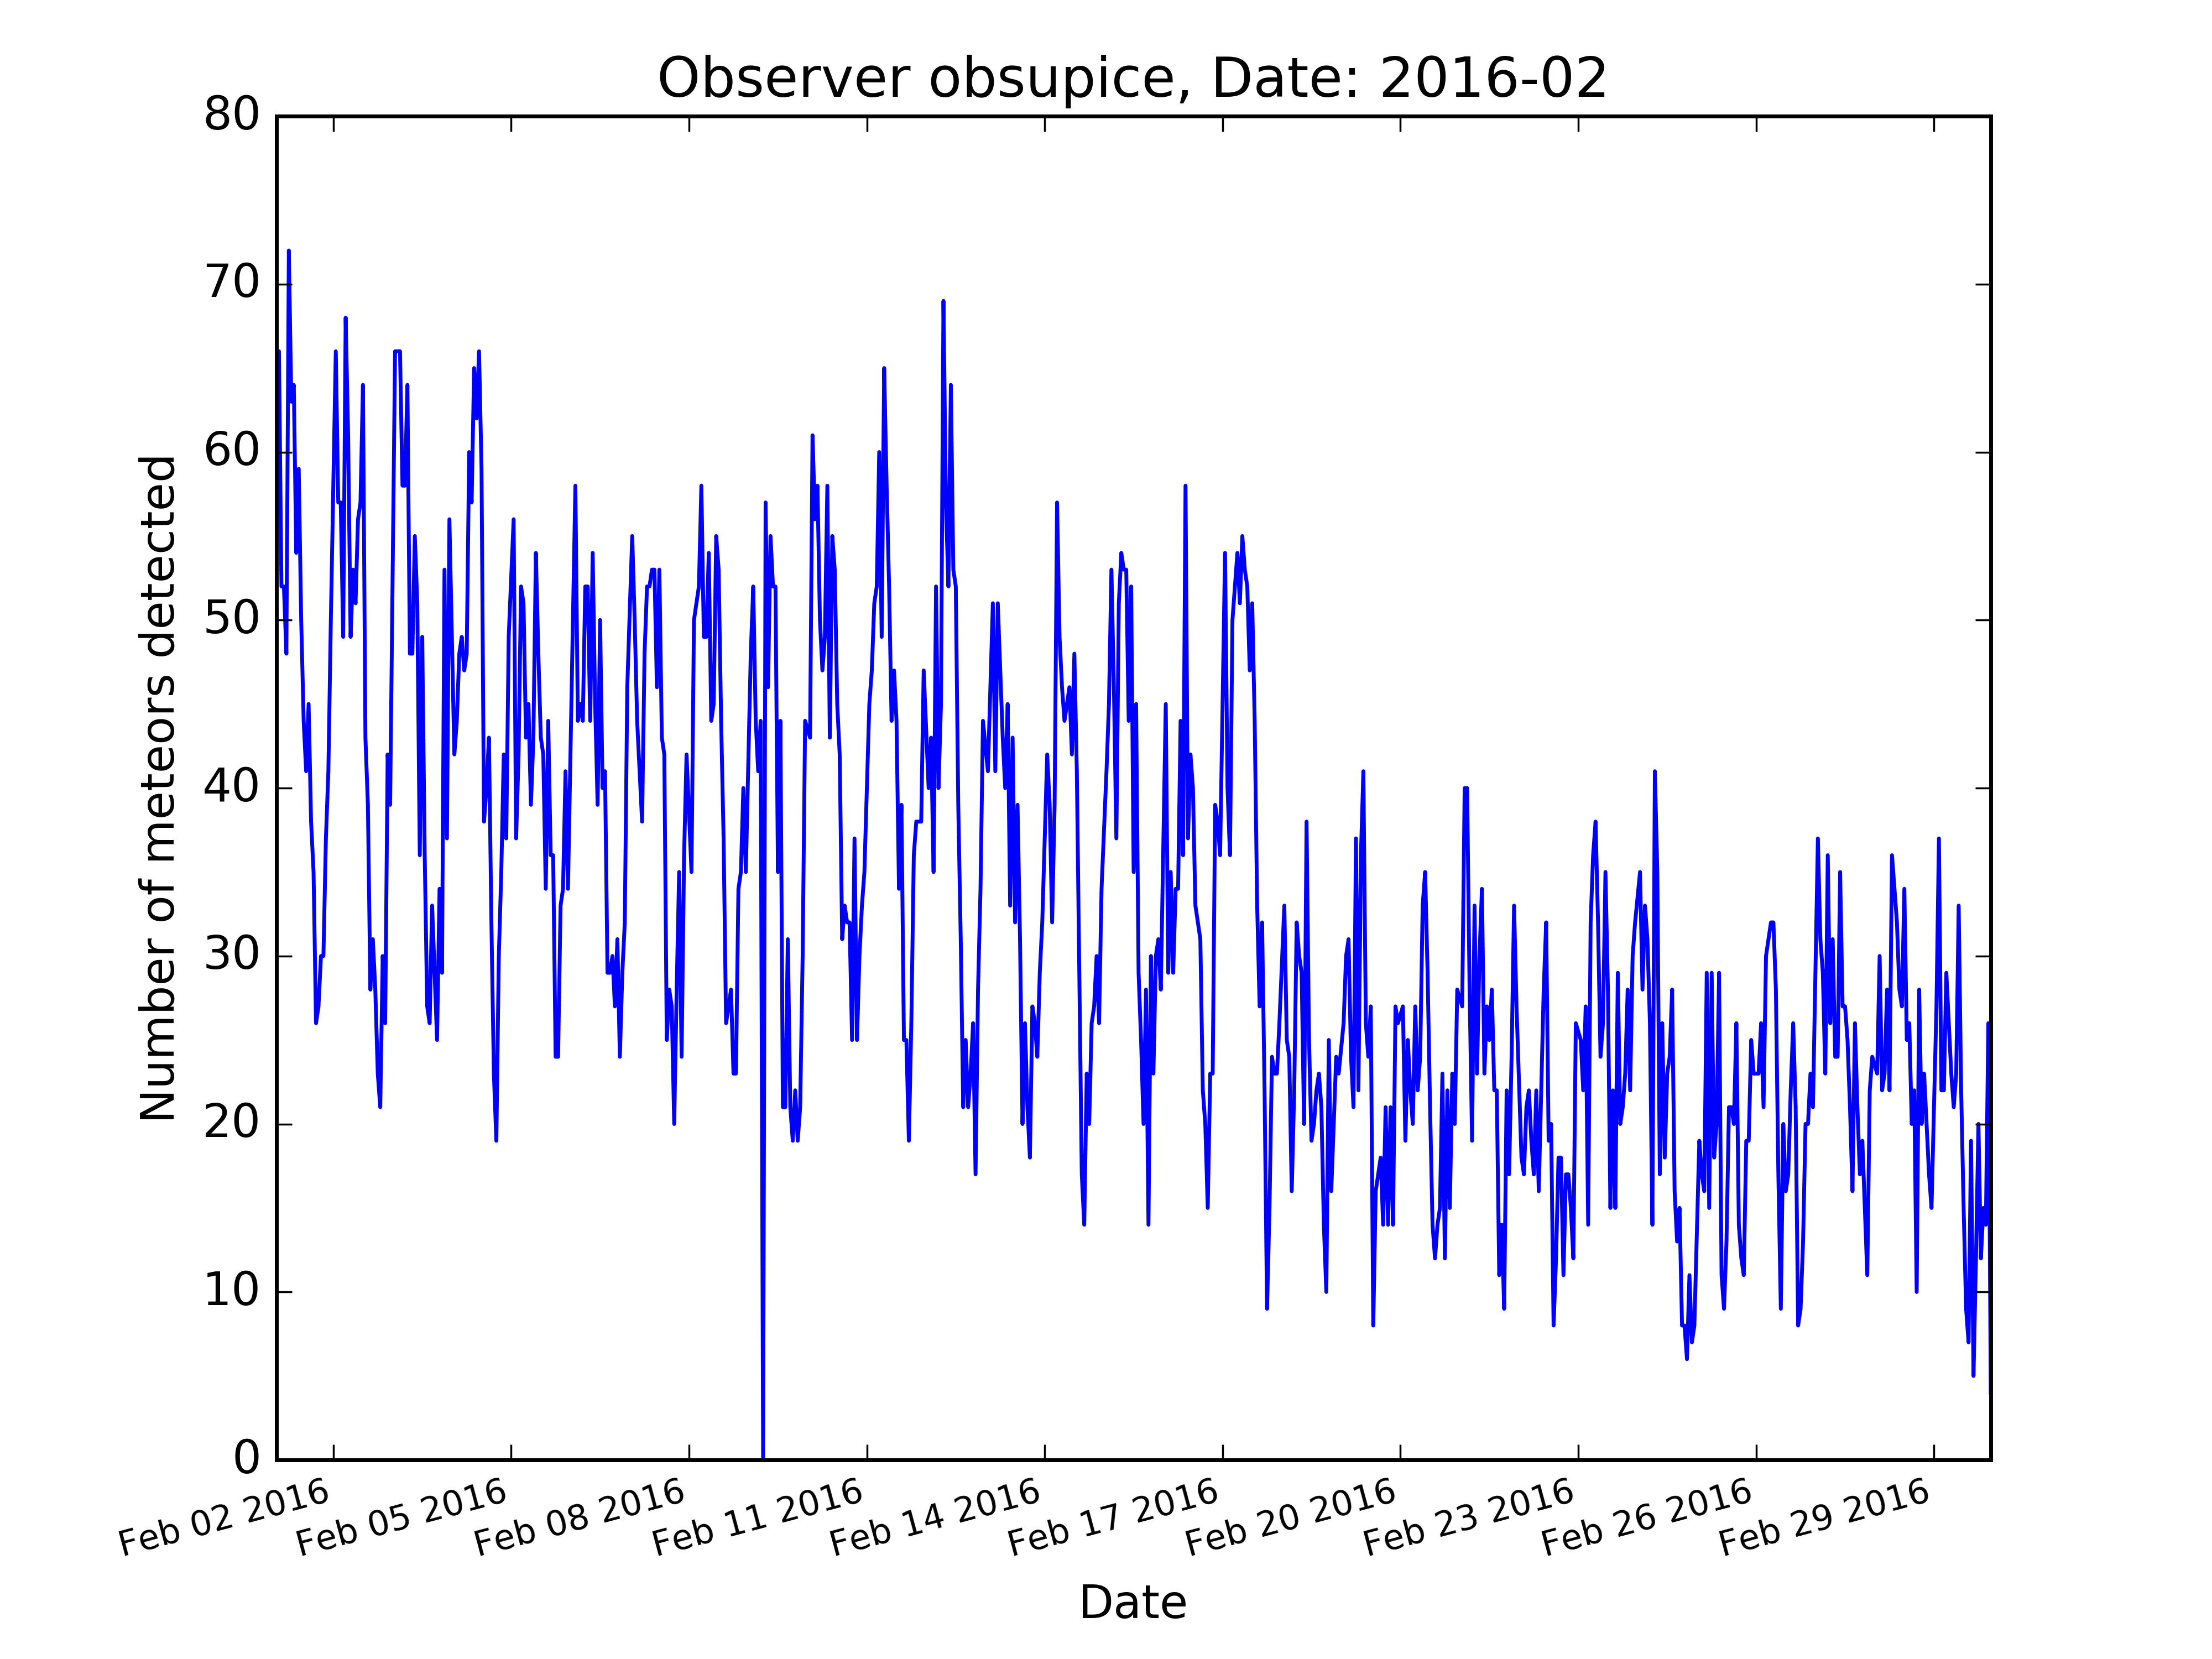 Observer obsupice, Date: 2016-02
80
70
60
50
40
30
20
10
0
Number of meteors detected
Feb 02 2016
Feb 05 2016
Feb 08 2016
Feb 11 2016
Feb 14 2016
Feb 17 2016
Feb 20 2016
Feb 23 2016
Feb 26 2016
Feb 29 2016
Date